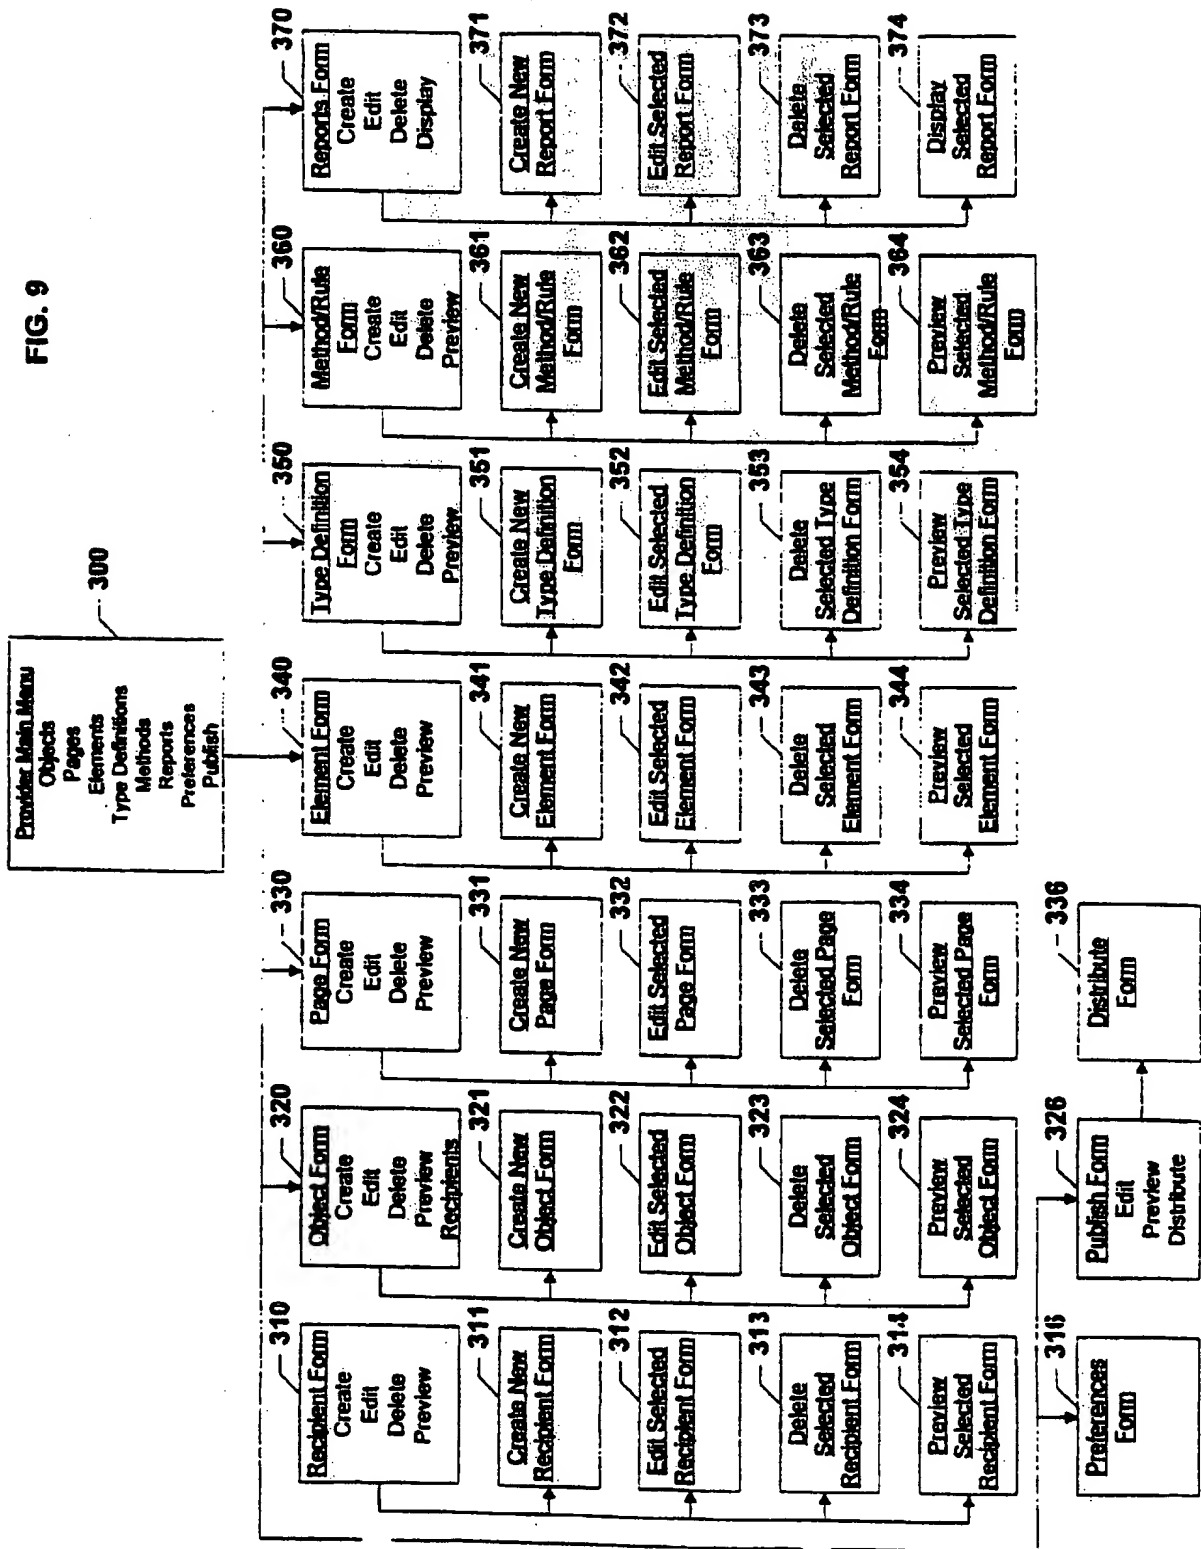 FIG. 9
300
Provider Main Menu
Objects
Pages
Elements
Type Definitions
Methods
Reports
Preferences
Publish
310
Recipient Form
Create
Edit
Delete
Preview
320
Object Form
Create
Edit
Delete
Preview
Recipients
330
Page Form
Create
Edit
Delete
Preview
340
Element Form
Create
Edit
Delete
Preview
350
Type Definition
Form
Create
Edit
Delete
Preview
360
Method/Rule
Form
Create
Edit
Delete
Preview
370
Reports Form
Create
Edit
Delete
Display
311
Create New
Recipient Form
321
Create New
Object Form
331
Create New
Page Form
341
Create New
Element Form
351
Create New
Type Definition
Form
361
Create New
Method/Rule
Form
371
Create New
Report Form
312
Edit Selected
Recipient Form
322
Edit Selected
Object Form
332
Edit Selected
Page Form
342
Edit Selected
Element Form
352
Edit Selected
Type Definition
Form
362
Edit Selected
Method/Rule
Form
372
Edit Selected
Report Form
313
Delete
Selected
Recipient Form
323
Delete
Selected
Object Form
333
Delete
Selected Page
Form
343
Delete
Selected
Element Form
353
Delete
Selected Type
Definition Form
363
Delete
Selected
Method/Rule
Form
373
Delete
Selected
Report Form
314
Preview
Selected
Recipient Form
324
Preview
Selected
Object Form
334
Preview
Selected Page
Form
344
Preview
Selected
Element Form
354
Preview
Selected Type
Definition Form
364
Preview
Selected
Method/Rule
Form
374
Display
Selected
Report Form
316
Preferences
Form
326
Publish Form
Edit
Preview
Distribute
336
Distribute
Form